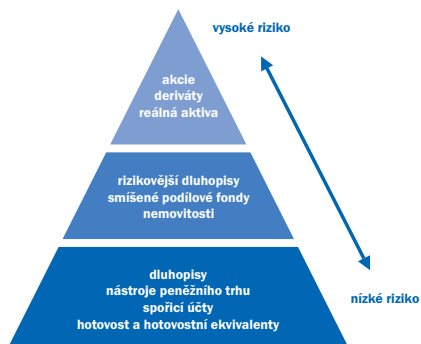 vysoké riziko
akcie
deriváty
reálná aktiva
rizikovější dluhopisy
smíšené podílové fondy
nemovitosti
dluhopisy
nástroje peněžního trhu
spořicí účty
hotovost a hotovostní ekvivalenty
nízké riziko